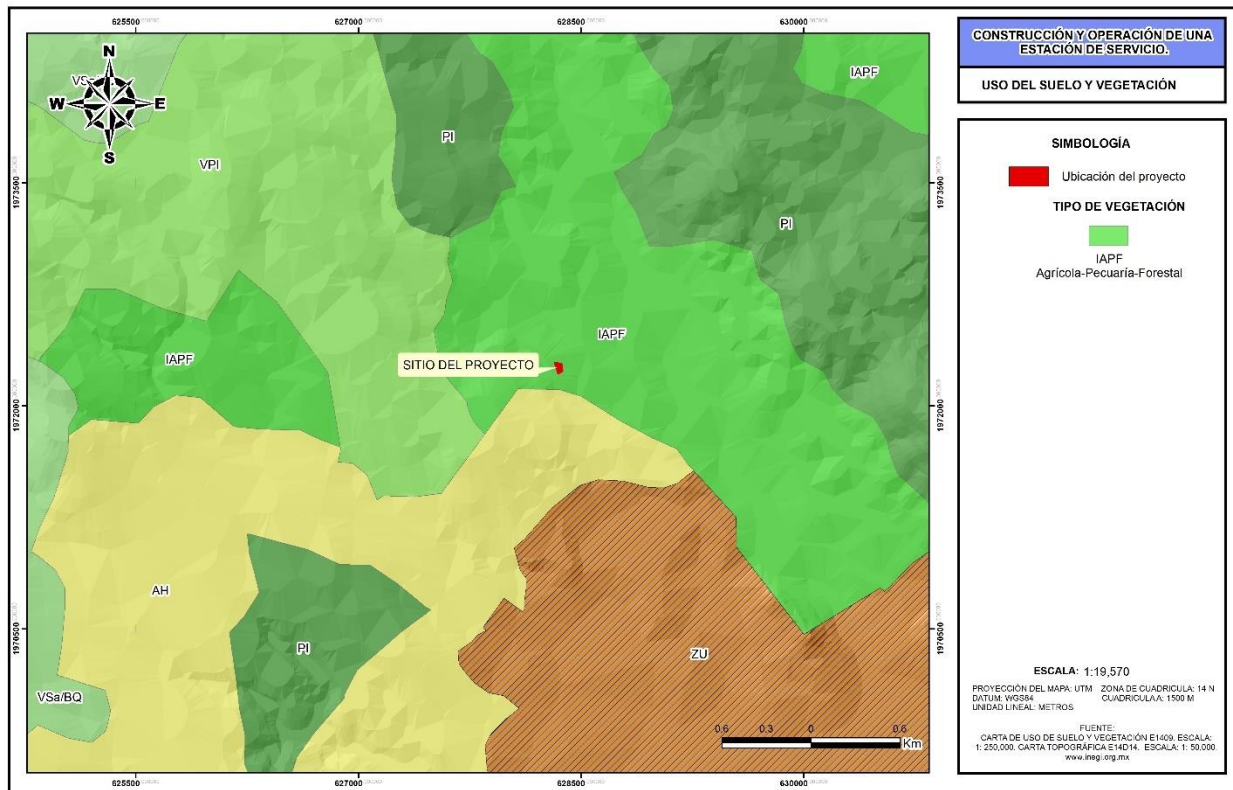 625500
627000
628500
630000
N
W
E
S
VPI
PI
IAPF
PI
IAPF
IAPF
SITIO DEL PROYECTO
AH
PI
ZU
VSa/BQ
1973500
1972000
1970500
1973500
1972000
1970500
0.6 0.3 0 0.6
Km
625500
627000
628500
630000
CONSTRUCCIÓN Y OPERACIÓN DE UNA
ESTACIÓN DE SERVICIO.
USO DEL SUELO Y VEGETACIÓN
SIMBOLOGÍA
Ubicación del proyecto
TIPO DE VEGETACIÓN
IAPF
Agrícola-Pecuaría-Forestal
ESCALA: 1:19,570
PROYECCIÓN DEL MAPA: UTM ZONA DE CUADRICULA: 14 N
DATUM: WGS84 CUADRICULAA: 1500 M
UNIDAD LINEAL: METROS
FUENTE:
CARTA DE USO DE SUELO Y VEGETACIÓN E1409. ESCALA:
1: 250,000. CARTA TOPOGRÁFICA E14D14. ESCALA: 1: 50,000.
www.inegi.org.mx